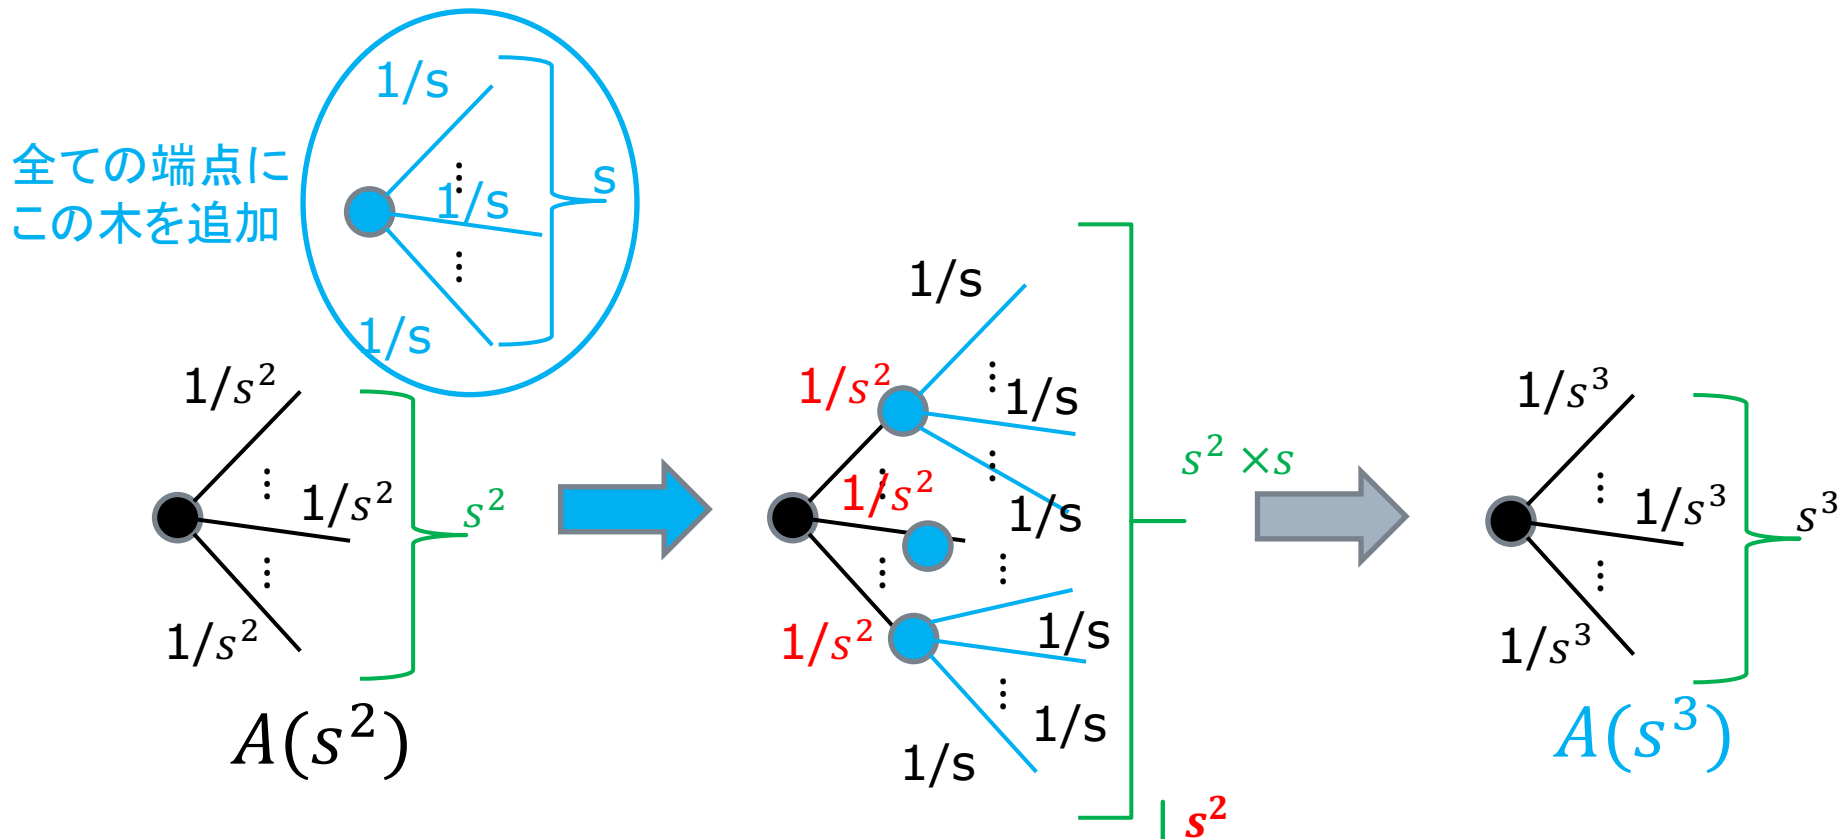 全ての端点に
この木を追加
1/s
1/s
1/s
s
1/s²
1/s²
1/s²
s²
A(s²)
1/s
1/s²
1/s
1/s²
1/s
1/s²
1/s
1/s
1/s
s² × s
s²
1/s³
1/s³
1/s³
s³
A(s³)